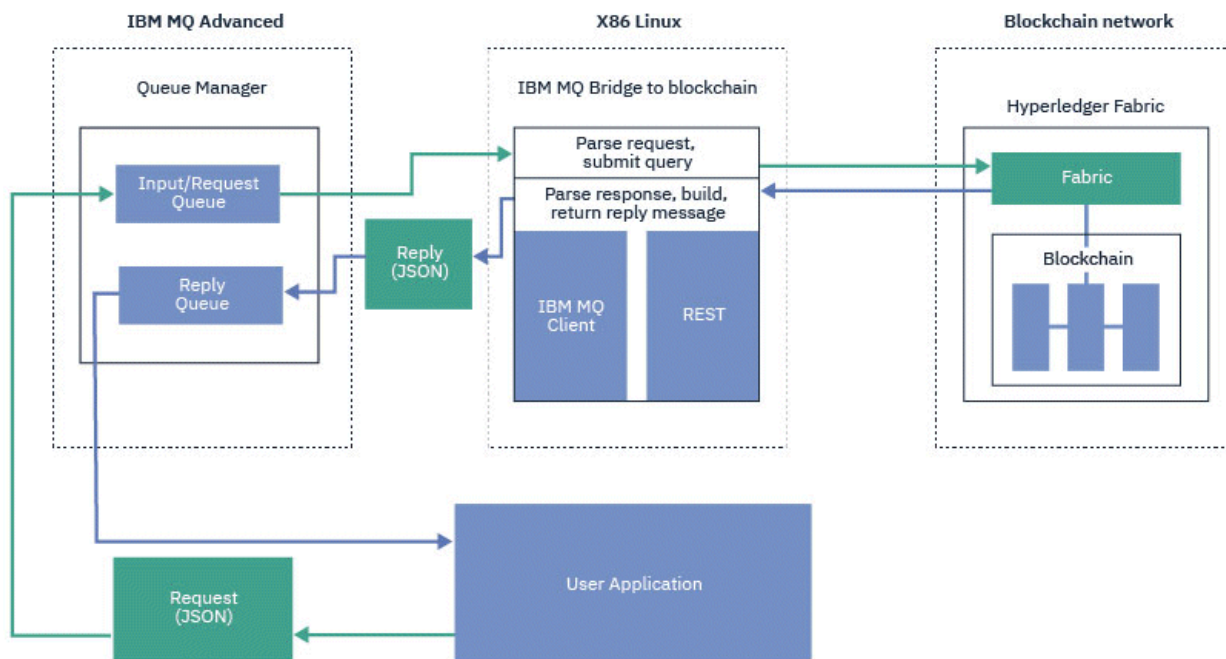 IBM MQ Advanced
X86 Linux
Blockchain network
Queue Manager
IBM MQ Bridge to blockchain
Hyperledger Fabric
Parse request,
submit query
Input/Request
Queue
Fabric
Parse response, build,
return reply message
Reply
(JSON)
Reply
Queue
Blockchain
IBM MQ
Client
REST
User Application
Request
(JSON)